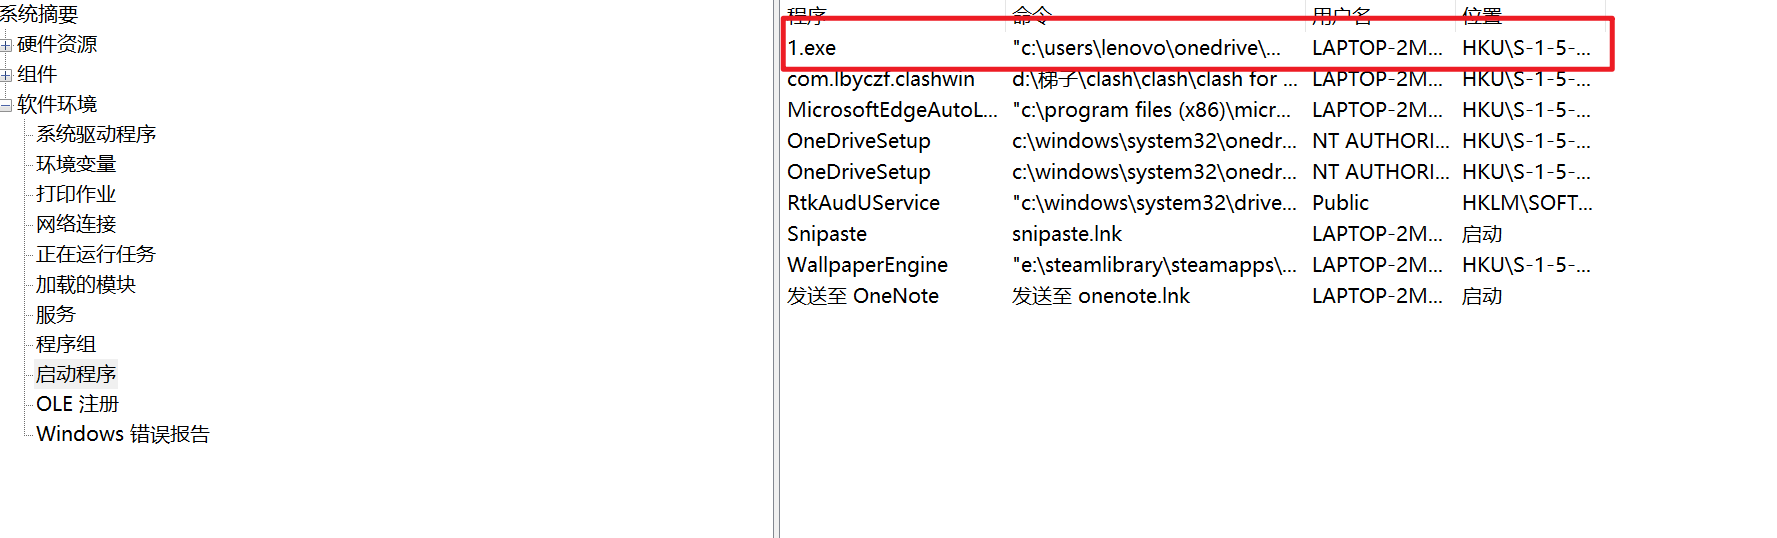 系统摘要
硬件资源
组件
软件环境
系统驱动程序
环境变量
打印作业
网络连接
正在运行任务
加载的模块
服务
程序组
启动程序
OLE 注册
Windows 错误报告
程序 命令 用户名 位置
1.exe "c:\users\lenovo\onedrive\... LAPTOP-2M... HKU\S-1-5-...
com.lbyczf.clashwin d:\梯子\clash\clash\clash for ... LAPTOP-2M... HKU\S-1-5-...
MicrosoftEdgeAutoL... "c:\program files (x86)\micr... LAPTOP-2M... HKU\S-1-5-...
OneDriveSetup c:\windows\system32\onedr... NT AUTHORI... HKU\S-1-5-...
OneDriveSetup c:\windows\system32\onedr... NT AUTHORI... HKU\S-1-5-...
RtkAudUService "c:\windows\system32\drive... Public HKLM\SOFT...
Snipaste snipaste.lnk LAPTOP-2M... 启动
WallpaperEngine "e:\steamlibrary\steamapps\... LAPTOP-2M... HKU\S-1-5-...
发送至 OneNote 发送至 onenote.lnk LAPTOP-2M... 启动